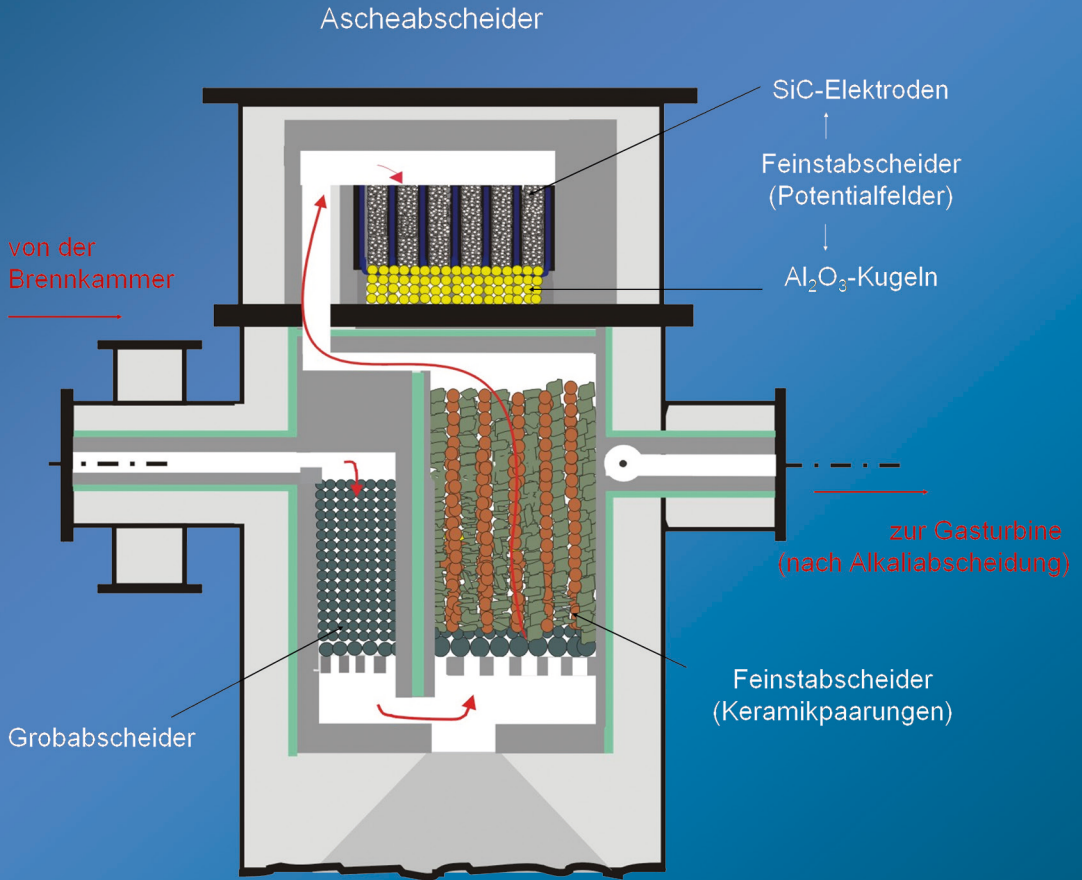 Ascheabscheider
SiC-Elektroden
Feinstabscheider
(Potentialfelder)
Al₂O₃-Kugeln
von der
Brennkammer
zur Gasturbine
(nach Alkaliabscheidung)
Feinstabscheider
(Keramikpaarungen)
Grobabscheider